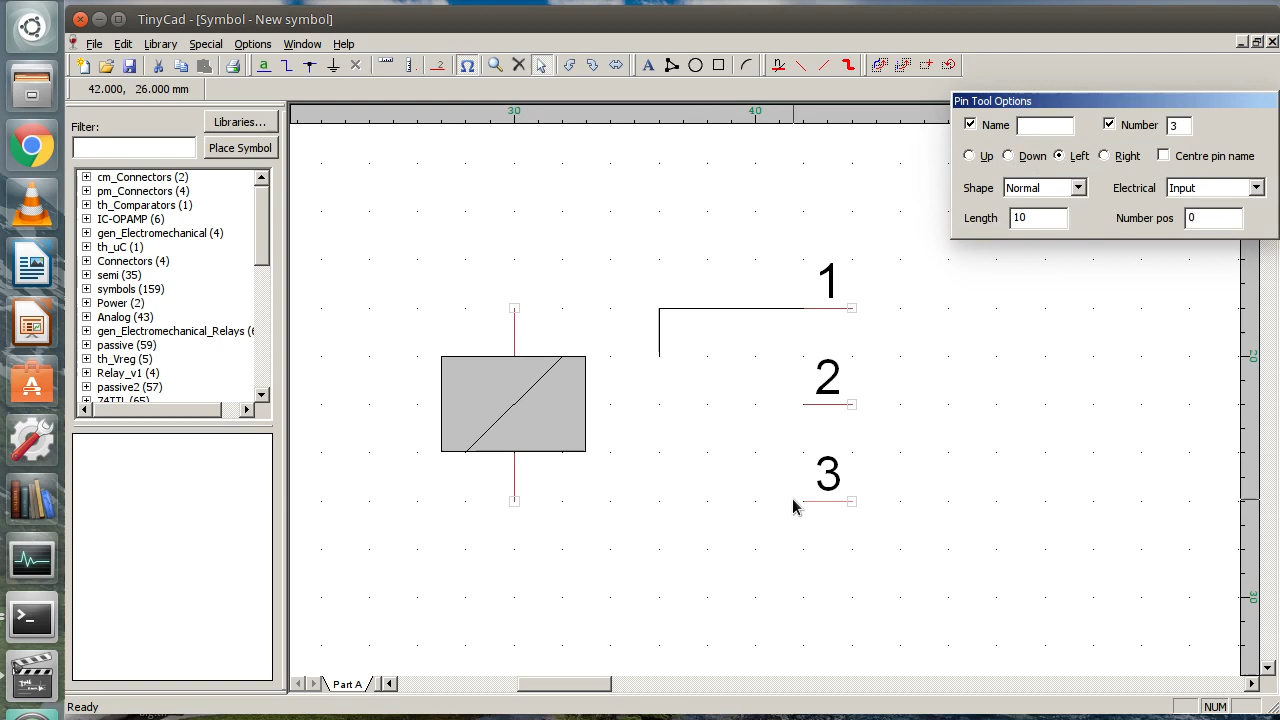 TinyCad - [Symbol - New symbol]
File Edit Library Special Options Window Help
42.000, 26.000 mm
Filter:
Libraries...
Place Symbol
cm_Connectors (2)
pm_Connectors (4)
th_Comparators (1)
IC-OPAMP (6)
gen_Electromechanical (4)
th_uC (1)
Connectors (4)
semi (35)
symbols (159)
Power (2)
Analog (43)
gen_Electromechanical_Relays
passive (59)
th_Vreg (5)
Relay_v1 (4)
passive2 (57)
74TTL (65)
30 40
20
30
1
2
3
Pin Tool Options
Name Number 3
Up Down Left Right Centre pin name
Shape Normal Electrical Input
Length 10 Number pos 0
Part A
Ready
NUM